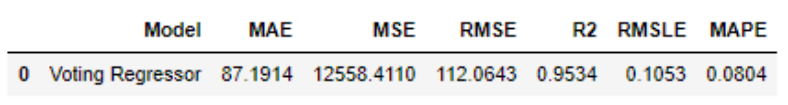 Model MAE MSE RMSE R2 RMSLE MAPE
0 Voting Regressor 87.1914 12558.4110 112.0643 0.9534 0.1053 0.0804